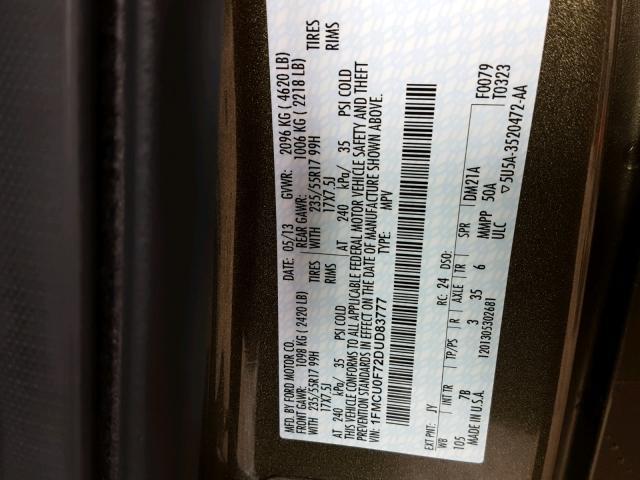 MFD. BY FORD MOTOR CO.
DATE: 05/13 GVWR: 2096 KG ( 4620 LB)
FRONT GAWR: 1098 KG ( 2420 LB) REAR GAWR: 1006 KG ( 2218 LB)
WITH 235/55R17 99H TIRES WITH 235/55R17 99H TIRES
17X7.5J RIMS 17X7.5J RIMS
AT 240 kPa/ 35 PSI COLD AT 240 kPa/ 35 PSI COLD
THIS VEHICLE CONFORMS TO ALL APPLICABLE FEDERAL MOTOR VEHICLE SAFETY AND THEFT
PREVENTION STANDARDS IN EFFECT ON THE DATE OF MANUFACTURE SHOWN ABOVE.
VIN: 1FMCU0F72DUD83777 TYPE: MPV
F0079
T0323
EXT PNT: JY RC: 24 DSO:
WB INT TR TP/PS R AXLE TR SPR DM21A
105 7B 3 35 6 MMPP 50A
MADE IN U.S.A. 1201305302681 ULC ▽5U5A-3520472-AA